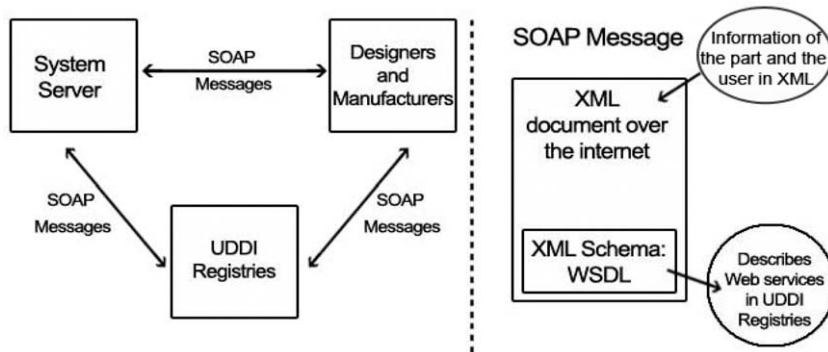 System
Server
SOAP
Messages
Designers
and
Manufacturers
SOAP
Messages
SOAP
Messages
UDDI
Registries
SOAP Message
Information of
the part and the
user in XML
XML
document over
the internet
XML Schema:
WSDL
Describes
Web services
in UDDI
Registries